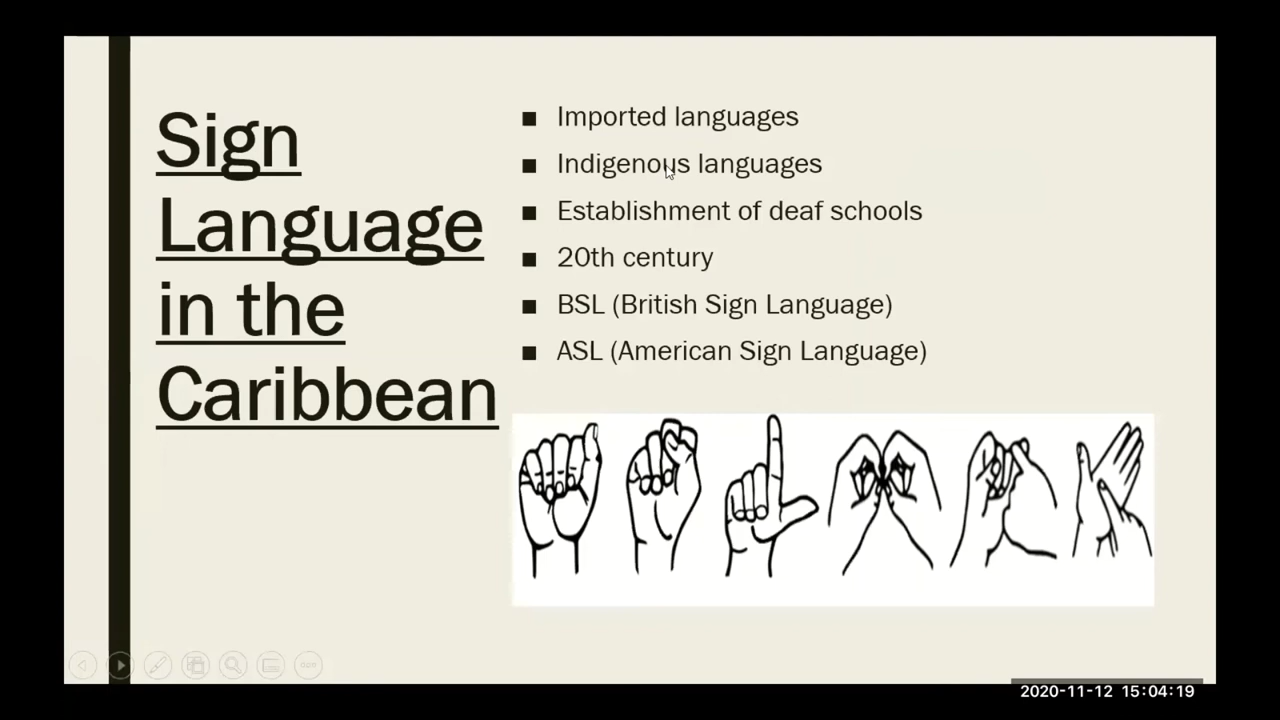 Sign
Language
in the
Caribbean
Imported languages
Indigenous languages
Establishment of deaf schools
20th century
BSL (British Sign Language)
ASL (American Sign Language)
2020-11-12 15:04:19